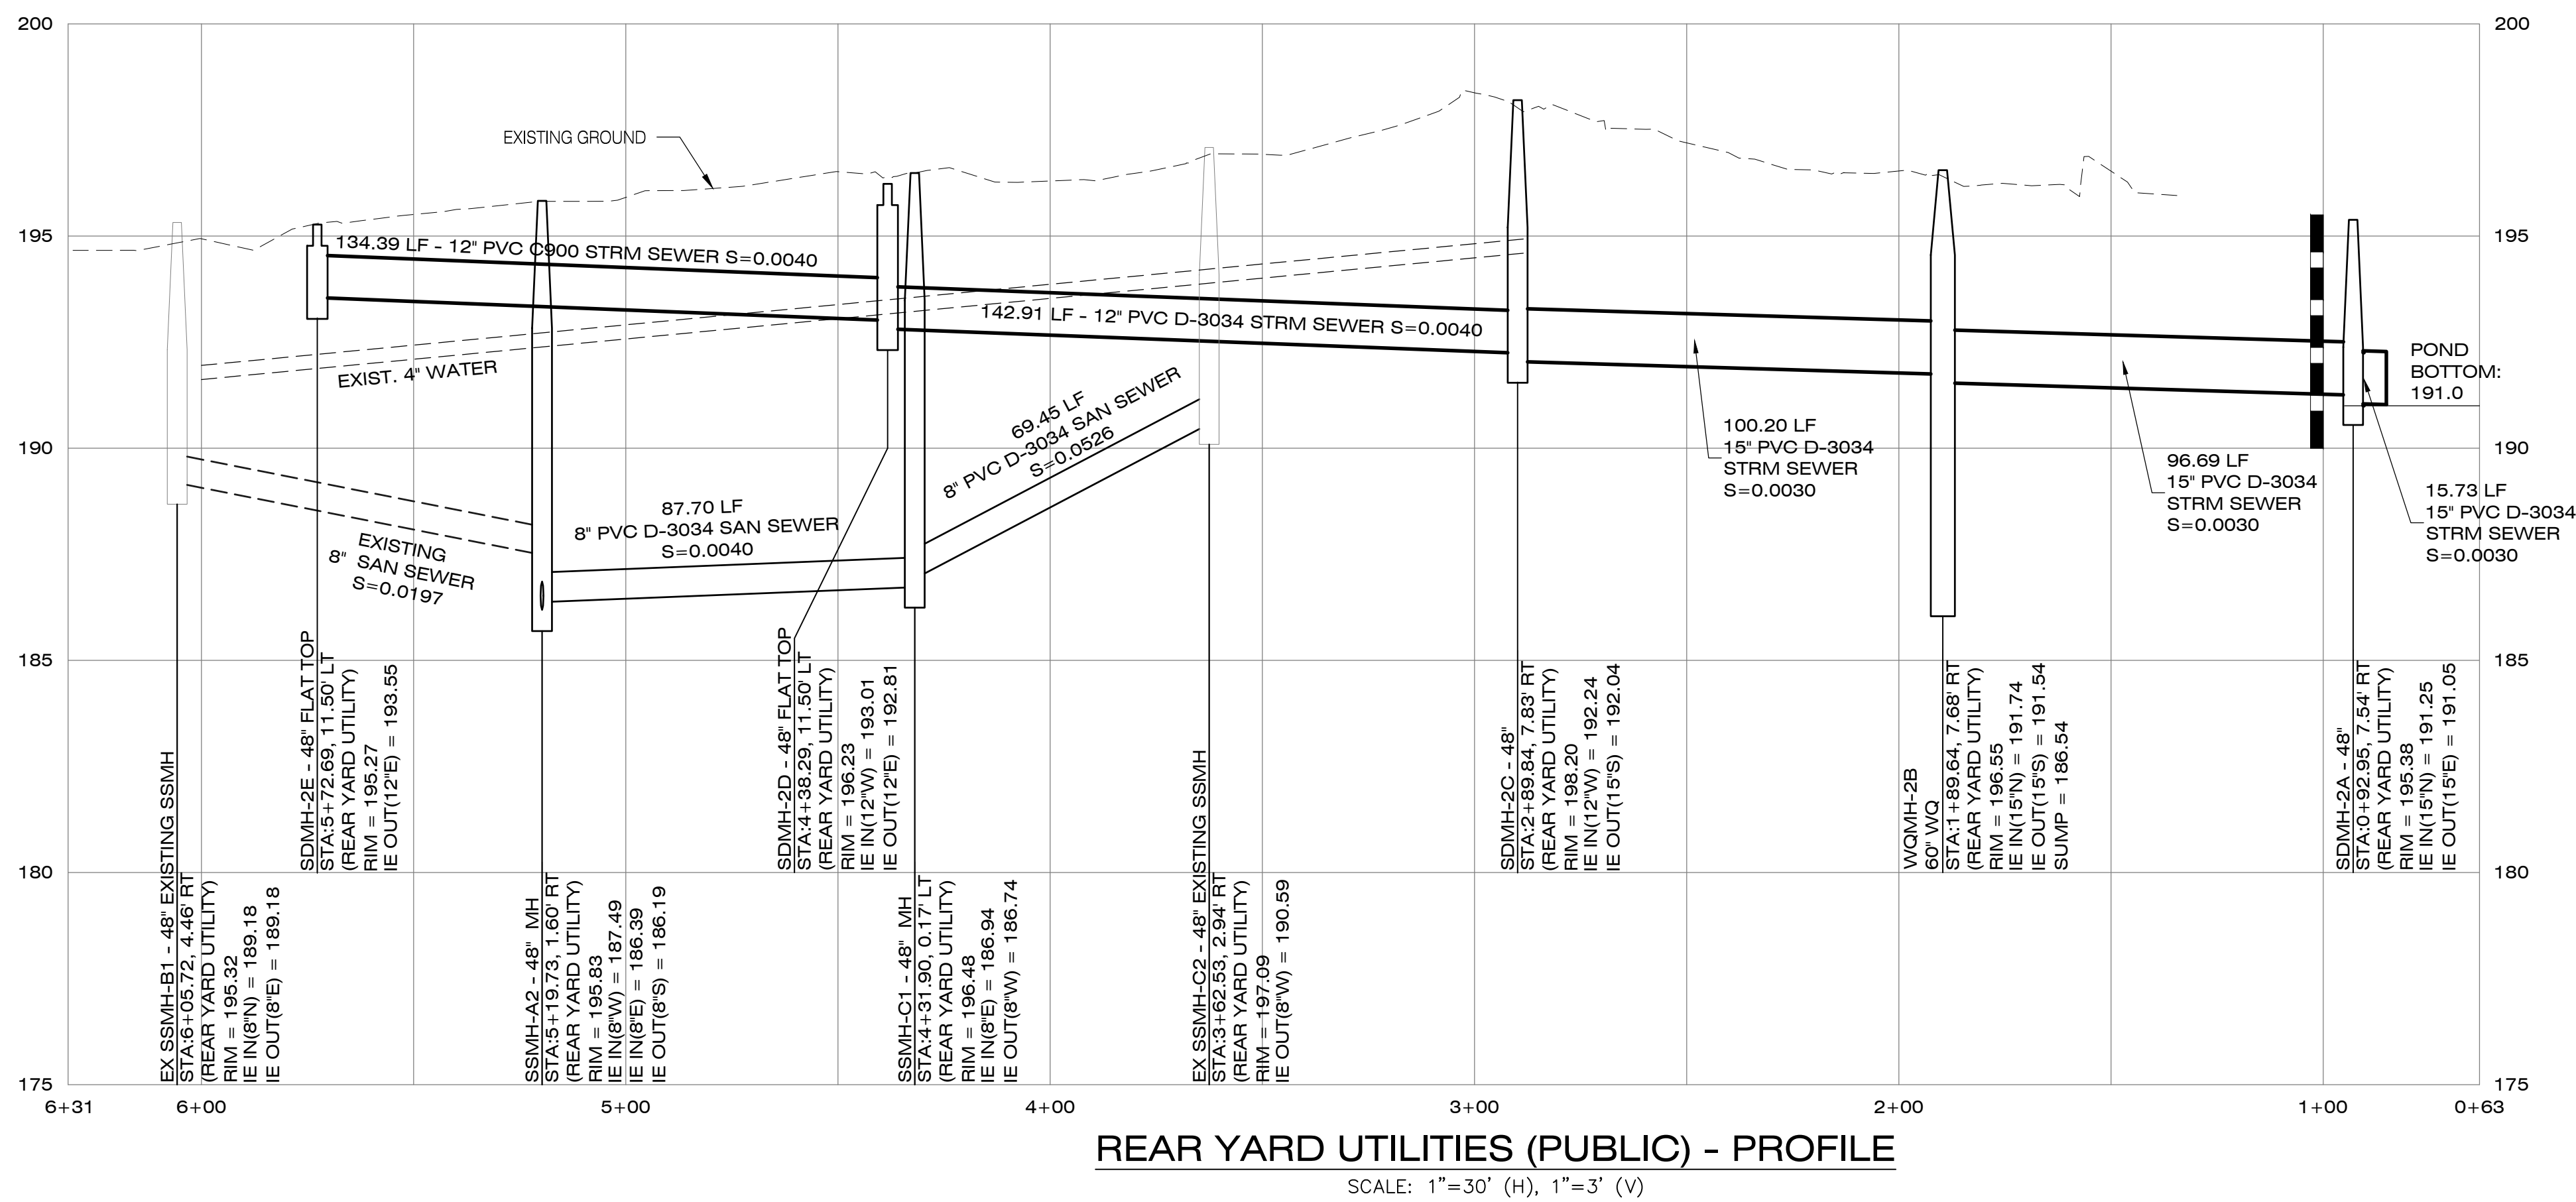 200
200
195
195
190
190
185
185
180
180
175
175
EXISTING GROUND
134.39 LF - 12" PVC C900 STRM SEWER S=0.0040
142.91 LF - 12" PVC D-3034 STRM SEWER S=0.0040
EXIST. 4" WATER
EXISTING
8" SAN SEWER
S=0.0197
87.70 LF
8" PVC D-3034 SAN SEWER
S=0.0040
69.45 LF
8" PVC D-3034 SAN SEWER
S=0.0526
100.20 LF
15" PVC D-3034
STRM SEWER
S=0.0030
96.69 LF
15" PVC D-3034
STRM SEWER
S=0.0030
POND
BOTTOM:
191.0
15.73 LF
15" PVC D-3034
STRM SEWER
S=0.0030
EX SSMH-B1 - 48" EXISTING SSMH
STA:6+05.72, 4.46' RT
(REAR YARD UTILITY)
RIM = 195.32
IE IN(8"N) = 189.18
IE OUT(8"E) = 189.18
SDMH-2E - 48" FLAT TOP
STA:5+72.69, 11.50' LT
(REAR YARD UTILITY)
RIM = 195.27
IE OUT(12"E) = 193.55
SSMH-A2 - 48" MH
STA:5+19.73, 1.60' RT
(REAR YARD UTILITY)
RIM = 195.83
IE IN(8"W) = 187.49
IE IN(8"E) = 186.39
IE OUT(8"S) = 186.19
SDMH-2D - 48" FLAT TOP
STA:4+38.29, 11.50' LT
(REAR YARD UTILITY)
RIM = 196.23
IE IN(12"W) = 193.01
IE OUT(12"E) = 192.81
SSMH-C1 - 48" MH
STA:4+31.90, 0.17' LT
(REAR YARD UTILITY)
RIM = 196.48
IE IN(8"E) = 186.94
IE OUT(8"W) = 186.74
EX SSMH-C2 - 48" EXISTING SSMH
STA:3+62.53, 2.94' RT
(REAR YARD UTILITY)
RIM = 197.09
IE OUT(8"W) = 190.59
SDMH-2C - 48"
STA:2+89.84, 7.83' RT
(REAR YARD UTILITY)
RIM = 198.20
IE IN(12"W) = 192.24
IE OUT(15"S) = 192.04
WQMH-2B
60" WQ
STA:1+89.64, 7.68' RT
(REAR YARD UTILITY)
RIM = 196.55
IE IN(15"N) = 191.74
IE OUT(15"S) = 191.54
SUMP = 186.54
SDMH-2A - 48"
STA:0+92.95, 7.54' RT
(REAR YARD UTILITY)
RIM = 195.38
IE IN(15"N) = 191.25
IE OUT(15"E) = 191.05
6+31
6+00
5+00
4+00
3+00
2+00
1+00
0+63
REAR YARD UTILITIES (PUBLIC) - PROFILE
SCALE: 1"=30' (H), 1"=3' (V)